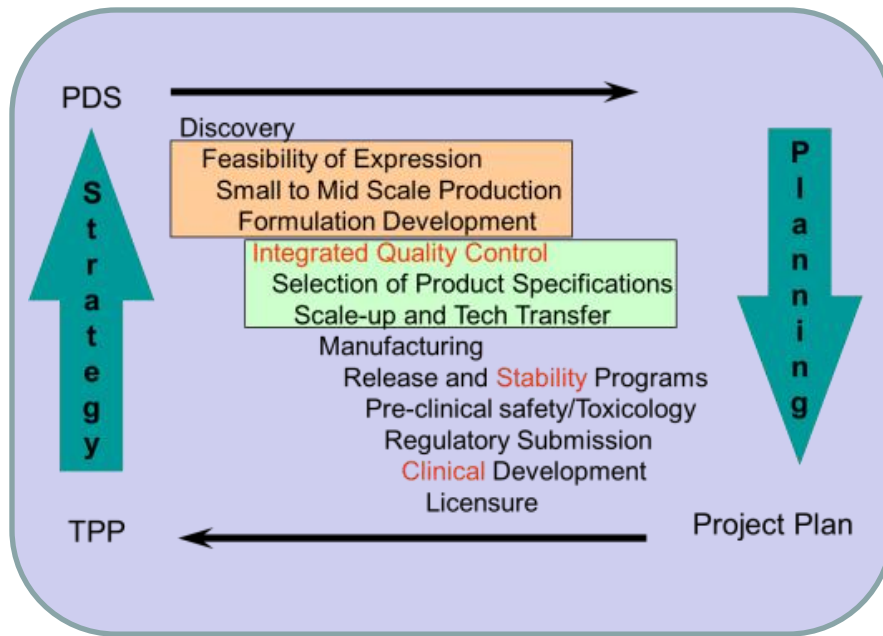 PDS
Discovery
Feasibility of Expression
Small to Mid Scale Production
Formulation Development
Integrated Quality Control
Selection of Product Specifications
Scale-up and Tech Transfer
Manufacturing
Release and Stability Programs
Pre-clinical safety/Toxicology
Regulatory Submission
Clinical Development
Licensure
Strategy
Planning
TPP
Project Plan